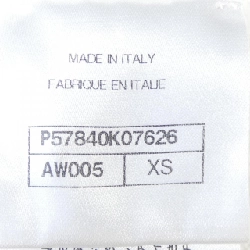 MADE IN ITALY
FABRIQUE EN ITALIE
P57840K07626
AW005 XS